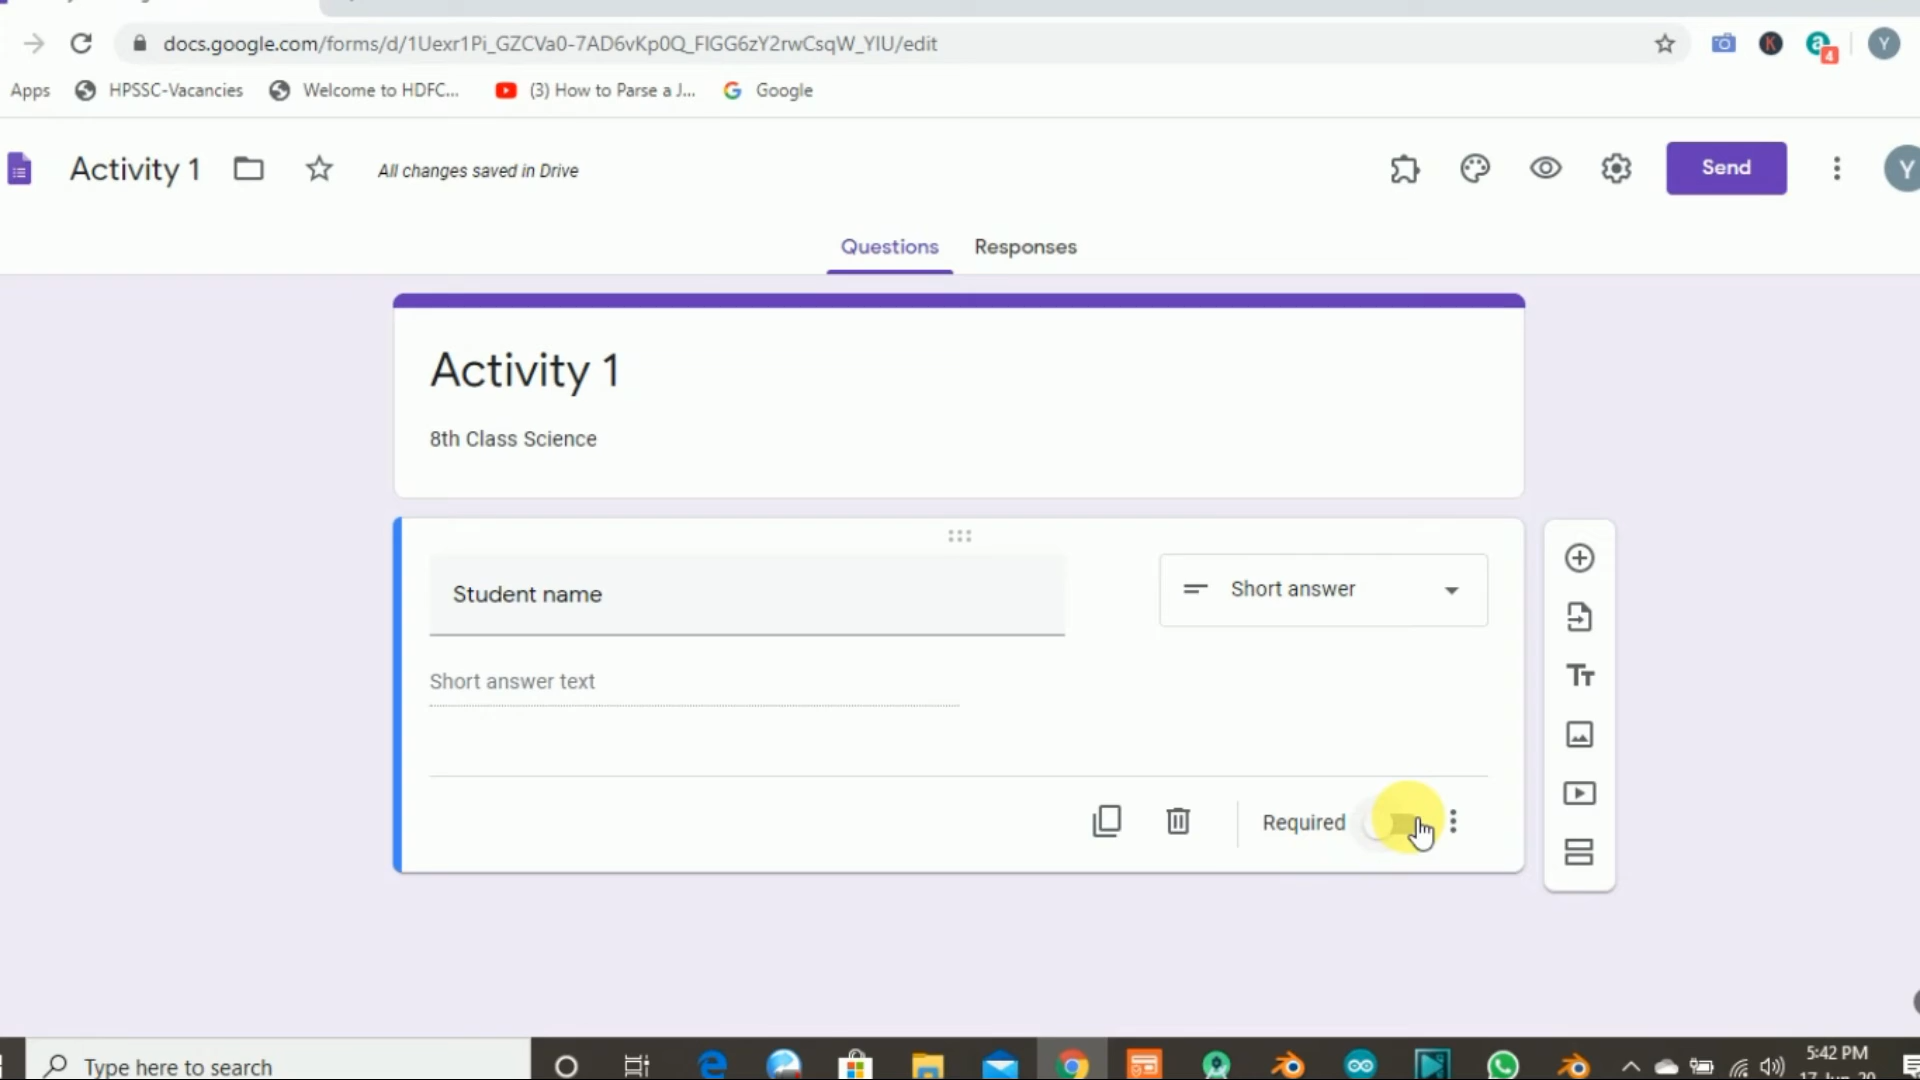 docs.google.com/forms/d/1Uexr1Pi_GZCVa0-7AD6vKp0Q_FIGG6zY2rwCsqW_YIU/edit
K
a
4
Y
Apps HPSSC-Vacancies Welcome to HDFC... (3) How to Parse a J... Google
Activity 1 All changes saved in Drive
Send
Y
Questions Responses
Activity 1
8th Class Science
Student name
Short answer
Short answer text
Required
Type here to search
5:42 PM